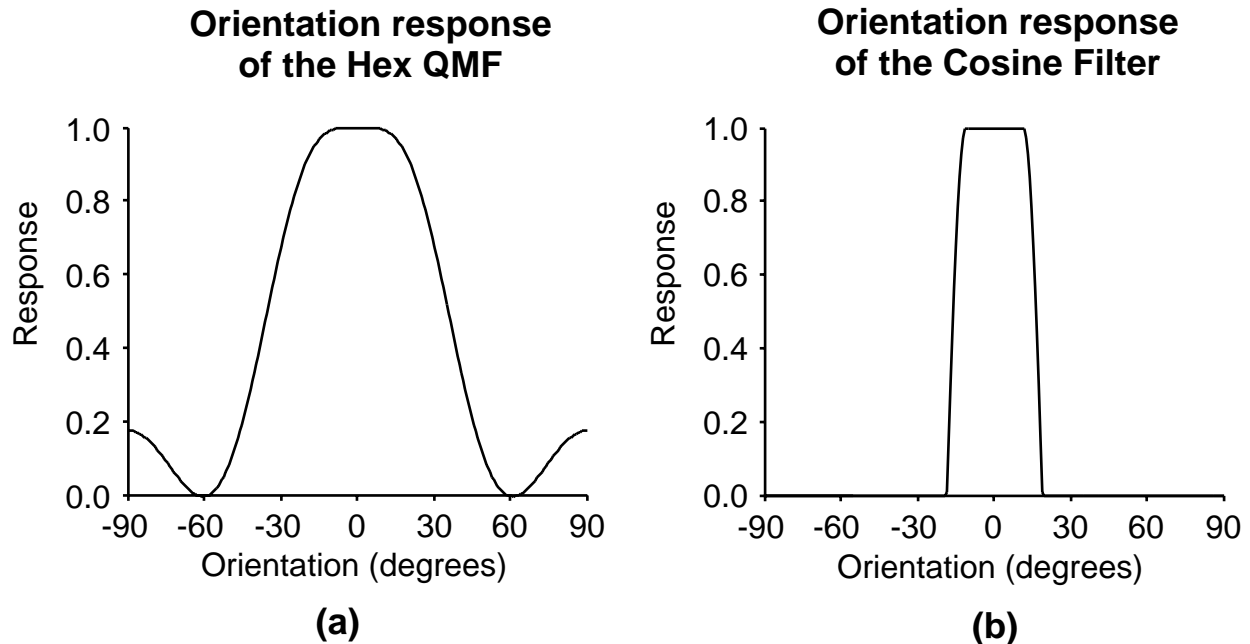 Orientation response
of the Hex QMF
1.0
0.8
0.6
0.4
0.2
0.0
Response
-90 -60 -30 0 30 60 90
Orientation (degrees)
(a)
Orientation response
of the Cosine Filter
1.0
0.8
0.6
0.4
0.2
0.0
Response
-90 -60 -30 0 30 60 90
Orientation (degrees)
(b)